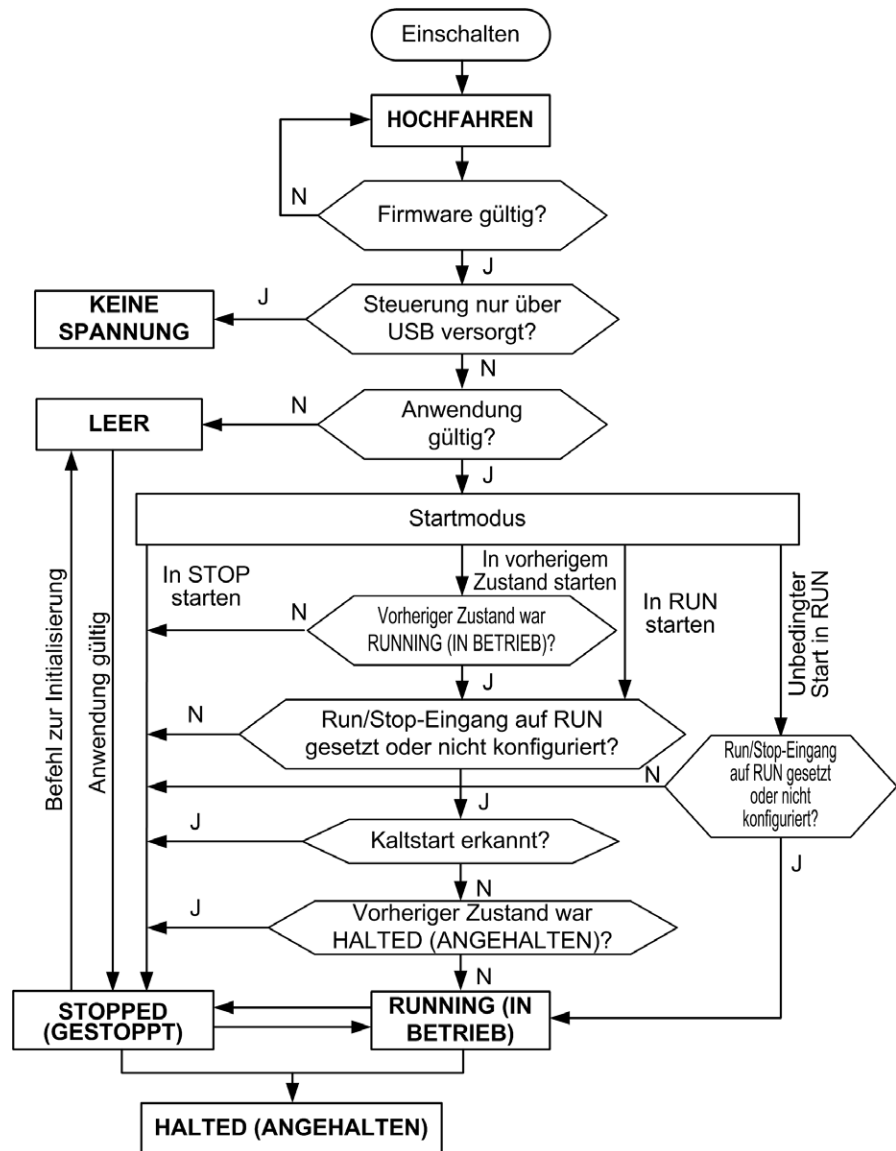 Einschalten
HOCHFAHREN
N
Firmware gültig?
J
J
Steuerung nur über
USB versorgt?
KEINE
SPANNUNG
N
N
Anwendung
gültig?
LEER
J
Startmodus
In STOP
starten
In vorherigem
Zustand starten
In RUN
starten
Unbedingter
Start in RUN
Befehl zur Initialisierung
Anwendung gültig
N
Vorheriger Zustand war
RUNNING (IN BETRIEB)?
J
N
Run/Stop-Eingang auf RUN
gesetzt oder nicht konfiguriert?
N
Run/Stop-Eingang
auf RUN gesetzt
oder nicht
konfiguriert?
J
J
Kaltstart erkannt?
J
N
J
Vorheriger Zustand war
HALTED (ANGEHALTEN)?
N
STOPPED
(GESTOPPT)
RUNNING (IN
BETRIEB)
HALTED (ANGEHALTEN)